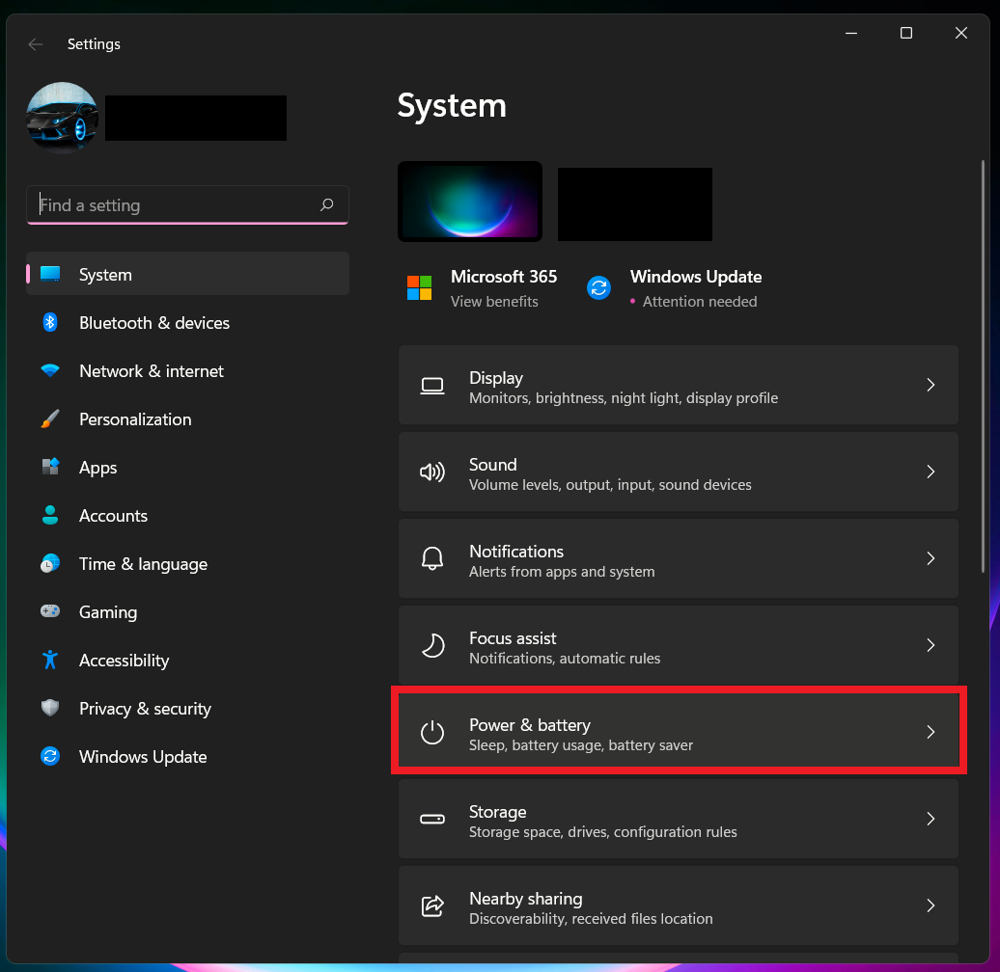 Settings
Find a setting
System
Bluetooth & devices
Network & internet
Personalization
Apps
Accounts
Time & language
Gaming
Accessibility
Privacy & security
Windows Update
System
Microsoft 365
View benefits
Windows Update
• Attention needed
Display
Monitors, brightness, night light, display profile
Sound
Volume levels, output, input, sound devices
Notifications
Alerts from apps and system
Focus assist
Notifications, automatic rules
Power & battery
Sleep, battery usage, battery saver
Storage
Storage space, drives, configuration rules
Nearby sharing
Discoverability, received files location